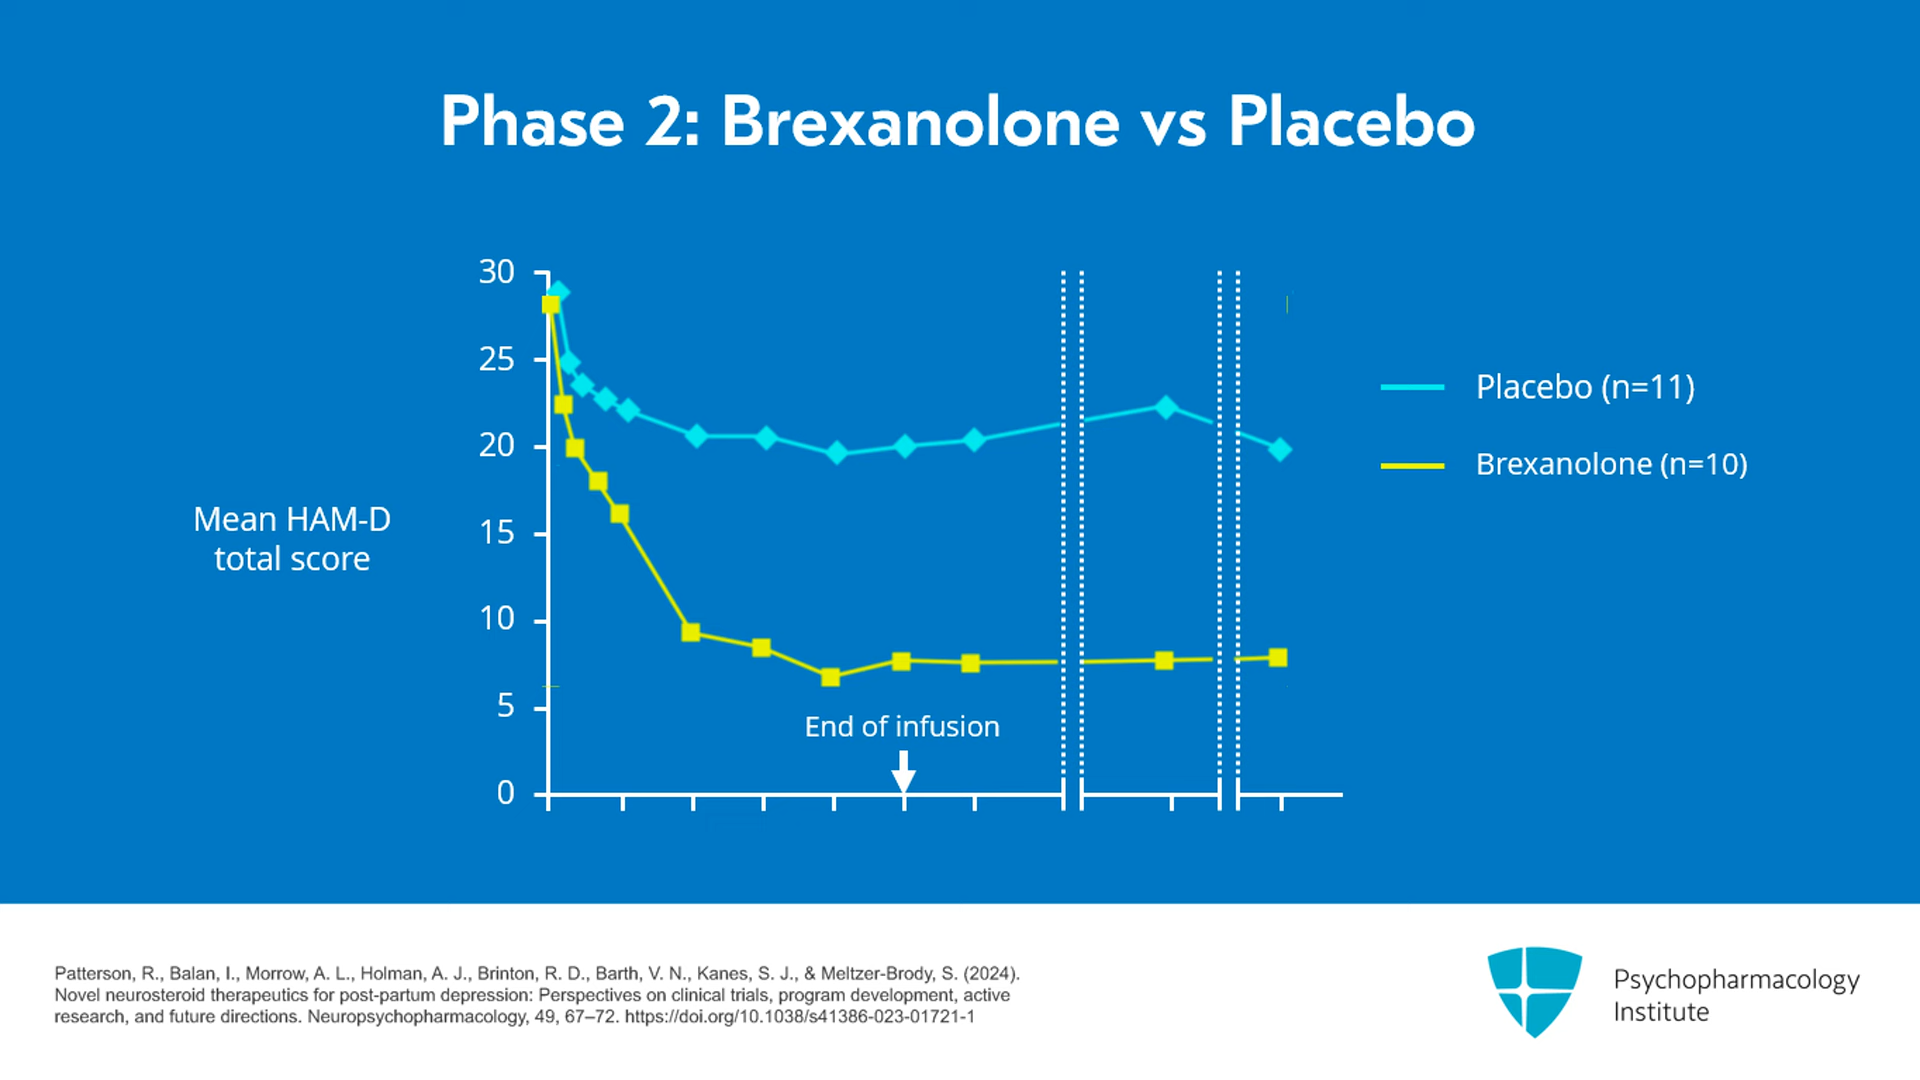 Phase 2: Brexanolone vs Placebo
30
25
20
15
10
5
0
Mean HAM-D
total score
End of infusion
Placebo (n=11)
Brexanolone (n=10)
Patterson, R., Balan, I., Morrow, A. L., Holman, A. J., Brinton, R. D., Barth, V. N., Kanes, S. J., & Meltzer-Brody, S. (2024).
Novel neurosteroid therapeutics for post-partum depression: Perspectives on clinical trials, program development, active
research, and future directions. Neuropsychopharmacology, 49, 67–72. https://doi.org/10.1038/s41386-023-01721-1
Psychopharmacology
Institute